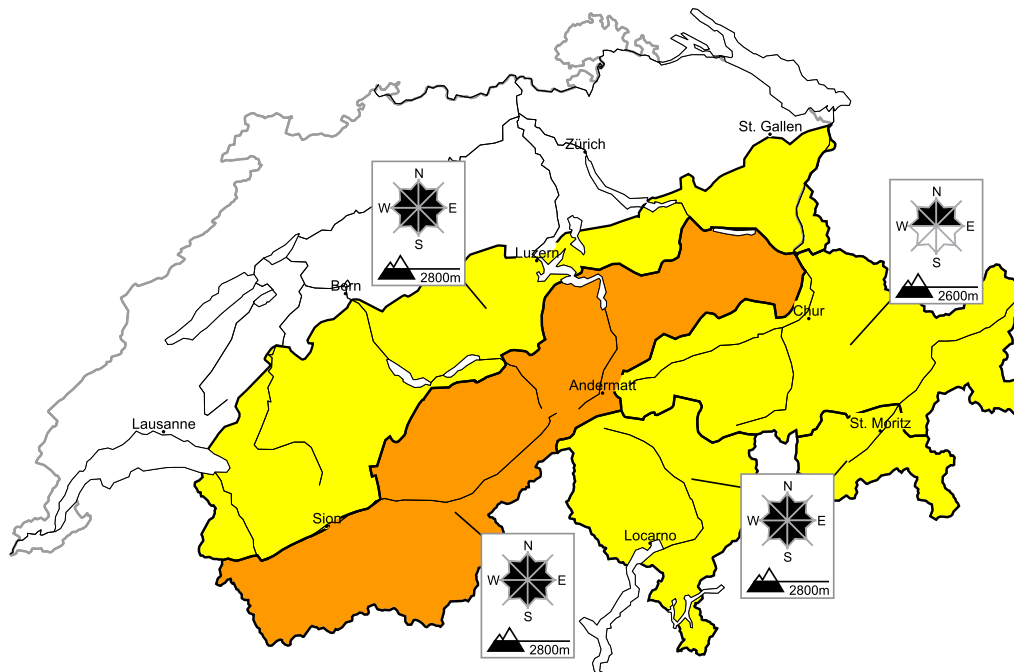 St. Gallen
Zürich
N
W E
S
2800m
N
W E
S
2600m
Luzern
Bern
Chur
Andermatt
Lausanne
St. Moritz
N
W E
S
2800m
Sion
Locarno
N
W E
S
2800m